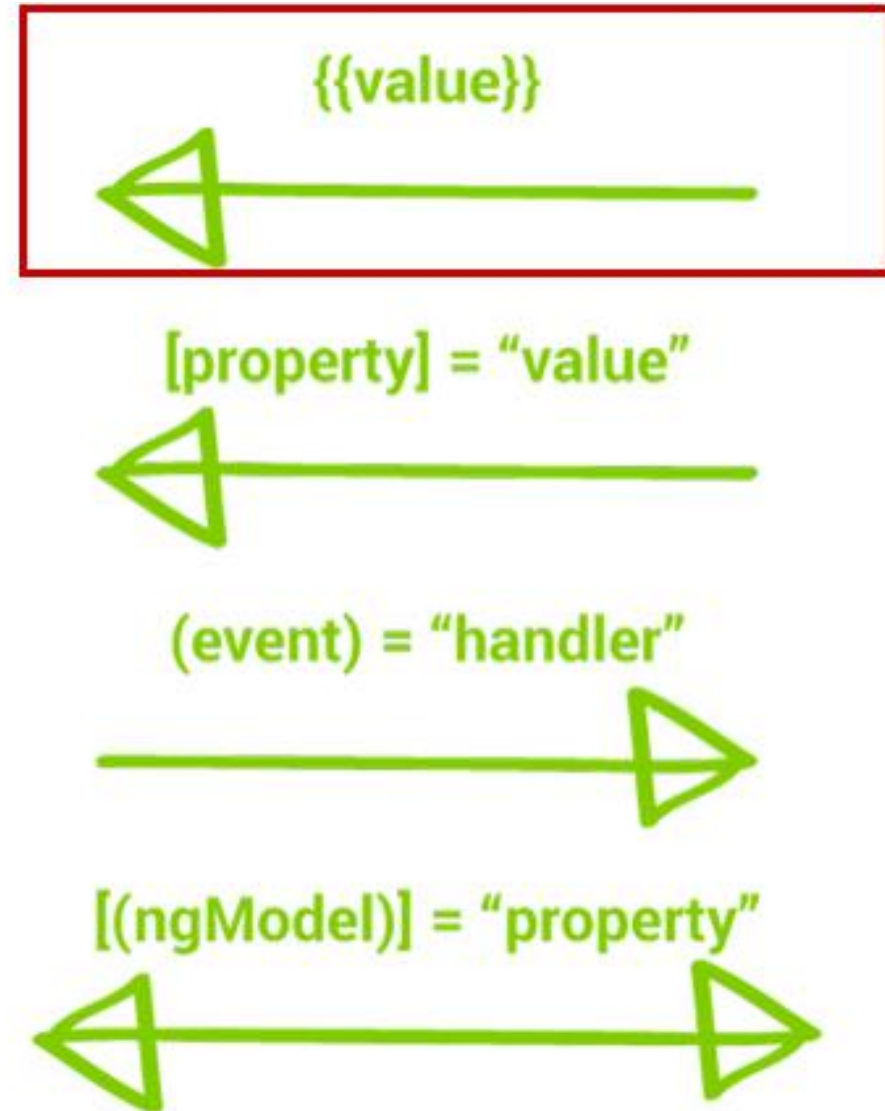 {{value}}
[property] = “value”
(event) = “handler”
[(ngModel)] = “property”